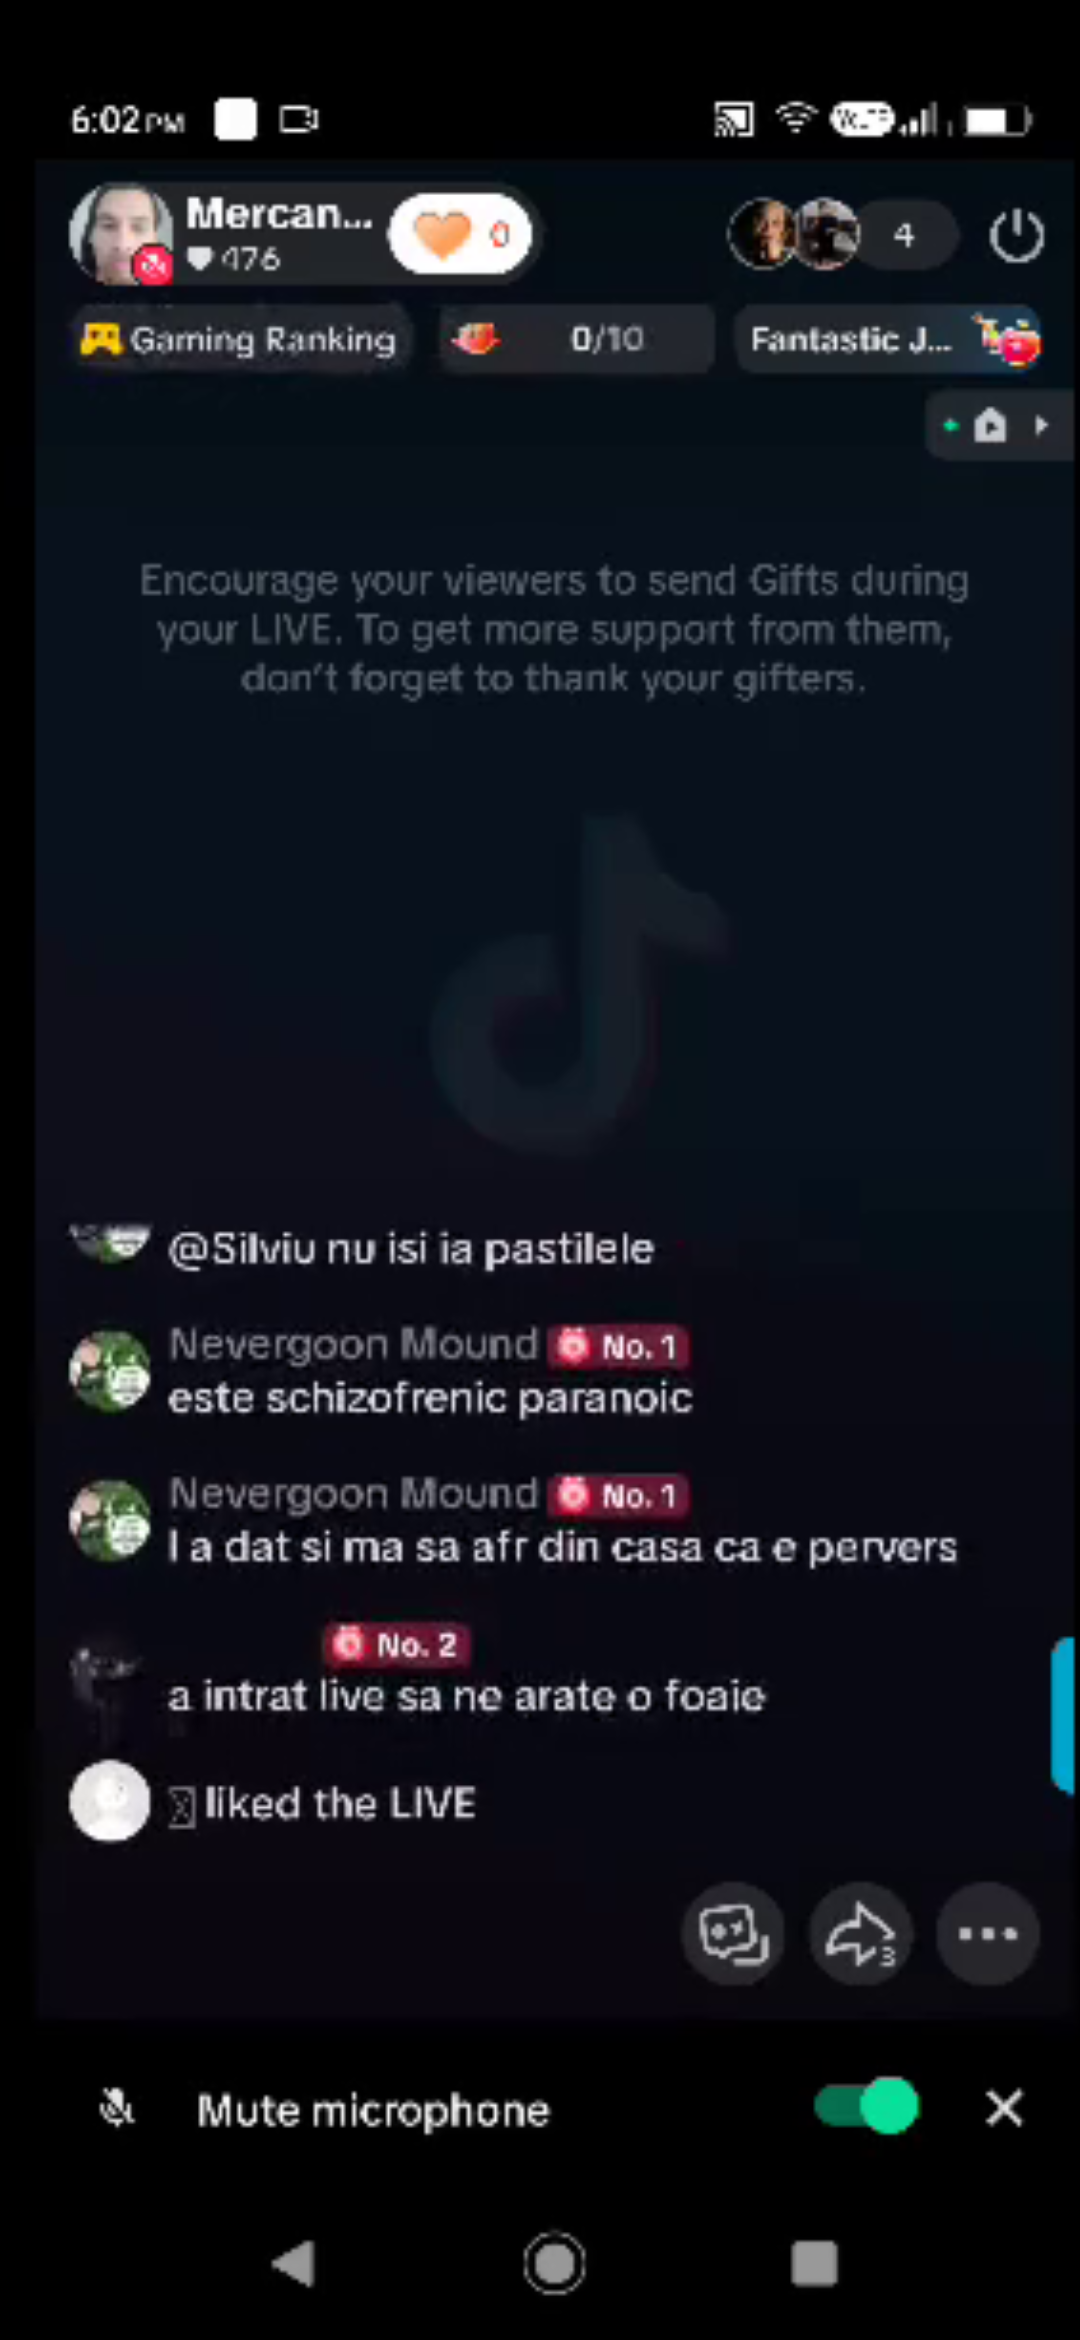 6:02 PM
Mercan...
476
0
4
Gaming Ranking
0/10
Fantastic J...
Encourage your viewers to send Gifts during
your LIVE. To get more support from them,
don't forget to thank your gifters.
@Silviu nu isi ia pastilele
Nevergoon Mound No. 1
este schizofrenic paranoic
Nevergoon Mound No. 1
l a dat si ma sa afr din casa ca e pervers
No. 2
a intrat live sa ne arate o foaie
liked the LIVE
3
Mute microphone